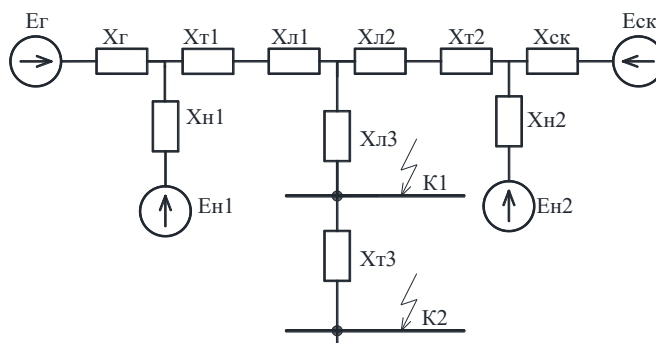 Ег Хг Хт1 Хл1 Хл2 Хт2 Хск Еск
Хн1 Хл3 Хн2
Ен1 К1 Ен2
Хт3
К2